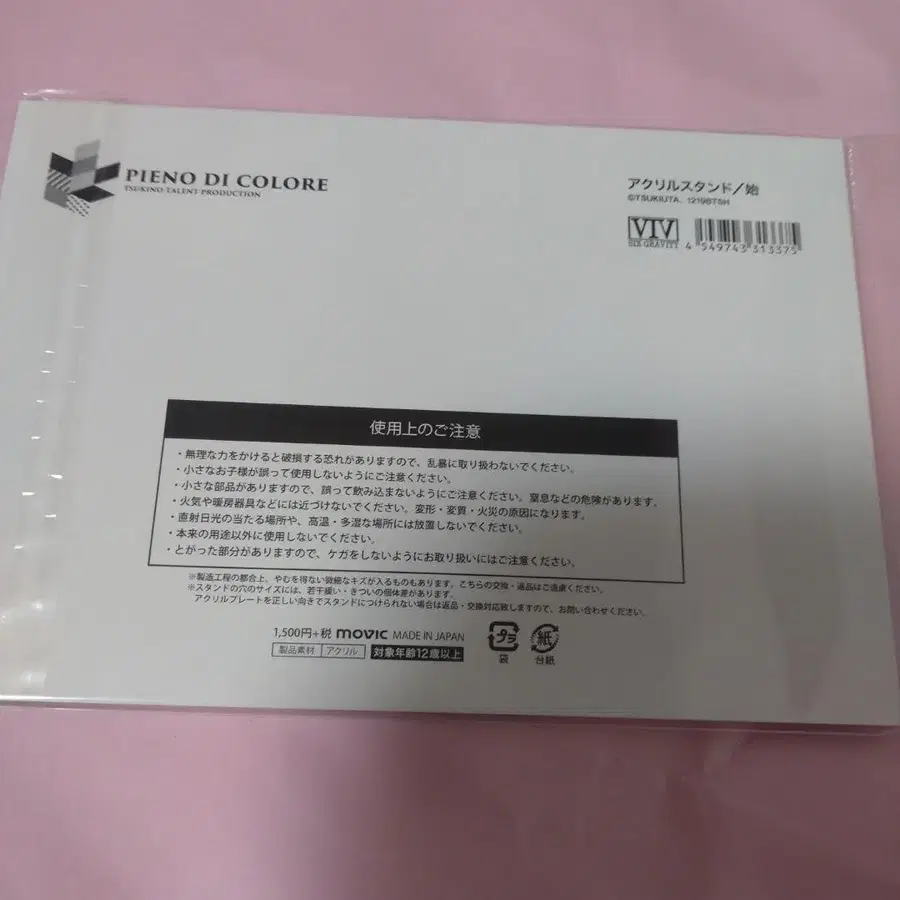 PIENO DI COLORE
TSUKINO TALENT PRODUCTION
アクリルスタンド／始
©TSUKIUTA. 1219BTSH
VIV
SIX GRAVITY
4 549743 313375
使用上のご注意
・無理な力をかけると破損する恐れがありますので、乱暴に取り扱わないでください。
・小さなお子様が誤って使用しないようにご注意ください。
・小さな部品がありますので、誤って飲み込まないようにご注意ください。窒息などの危険があります。
・火気や暖房器具などには近づけないでください。変形・変質・火災の原因になります。
・直射日光の当たる場所や、高温・多湿な場所には放置しないでください。
・本来の用途以外に使用しないでください。
・とがった部分がありますので、ケガをしないようにお取り扱いにはご注意ください。
※製造工程の都合上、やむを得ない微細なキズが入るものもあります。こちらの交換・返品はご遠慮ください。
※スタンドの穴のサイズには、若干緩い・きついの個体差があります。
アクリルプレートを正しい向きでスタンドにつけられない場合は返品・交換対応致しますので、お問い合わせください。
1,500円+税 movic MADE IN JAPAN
製品素材 アクリル 対象年齢12歳以上
プラ 紙
袋 台紙